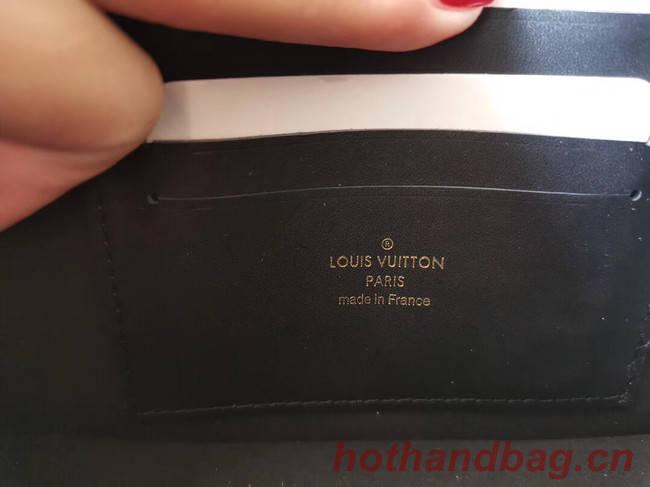 ®
LOUIS VUITTON
PARIS
made in France
hothandbag.cn